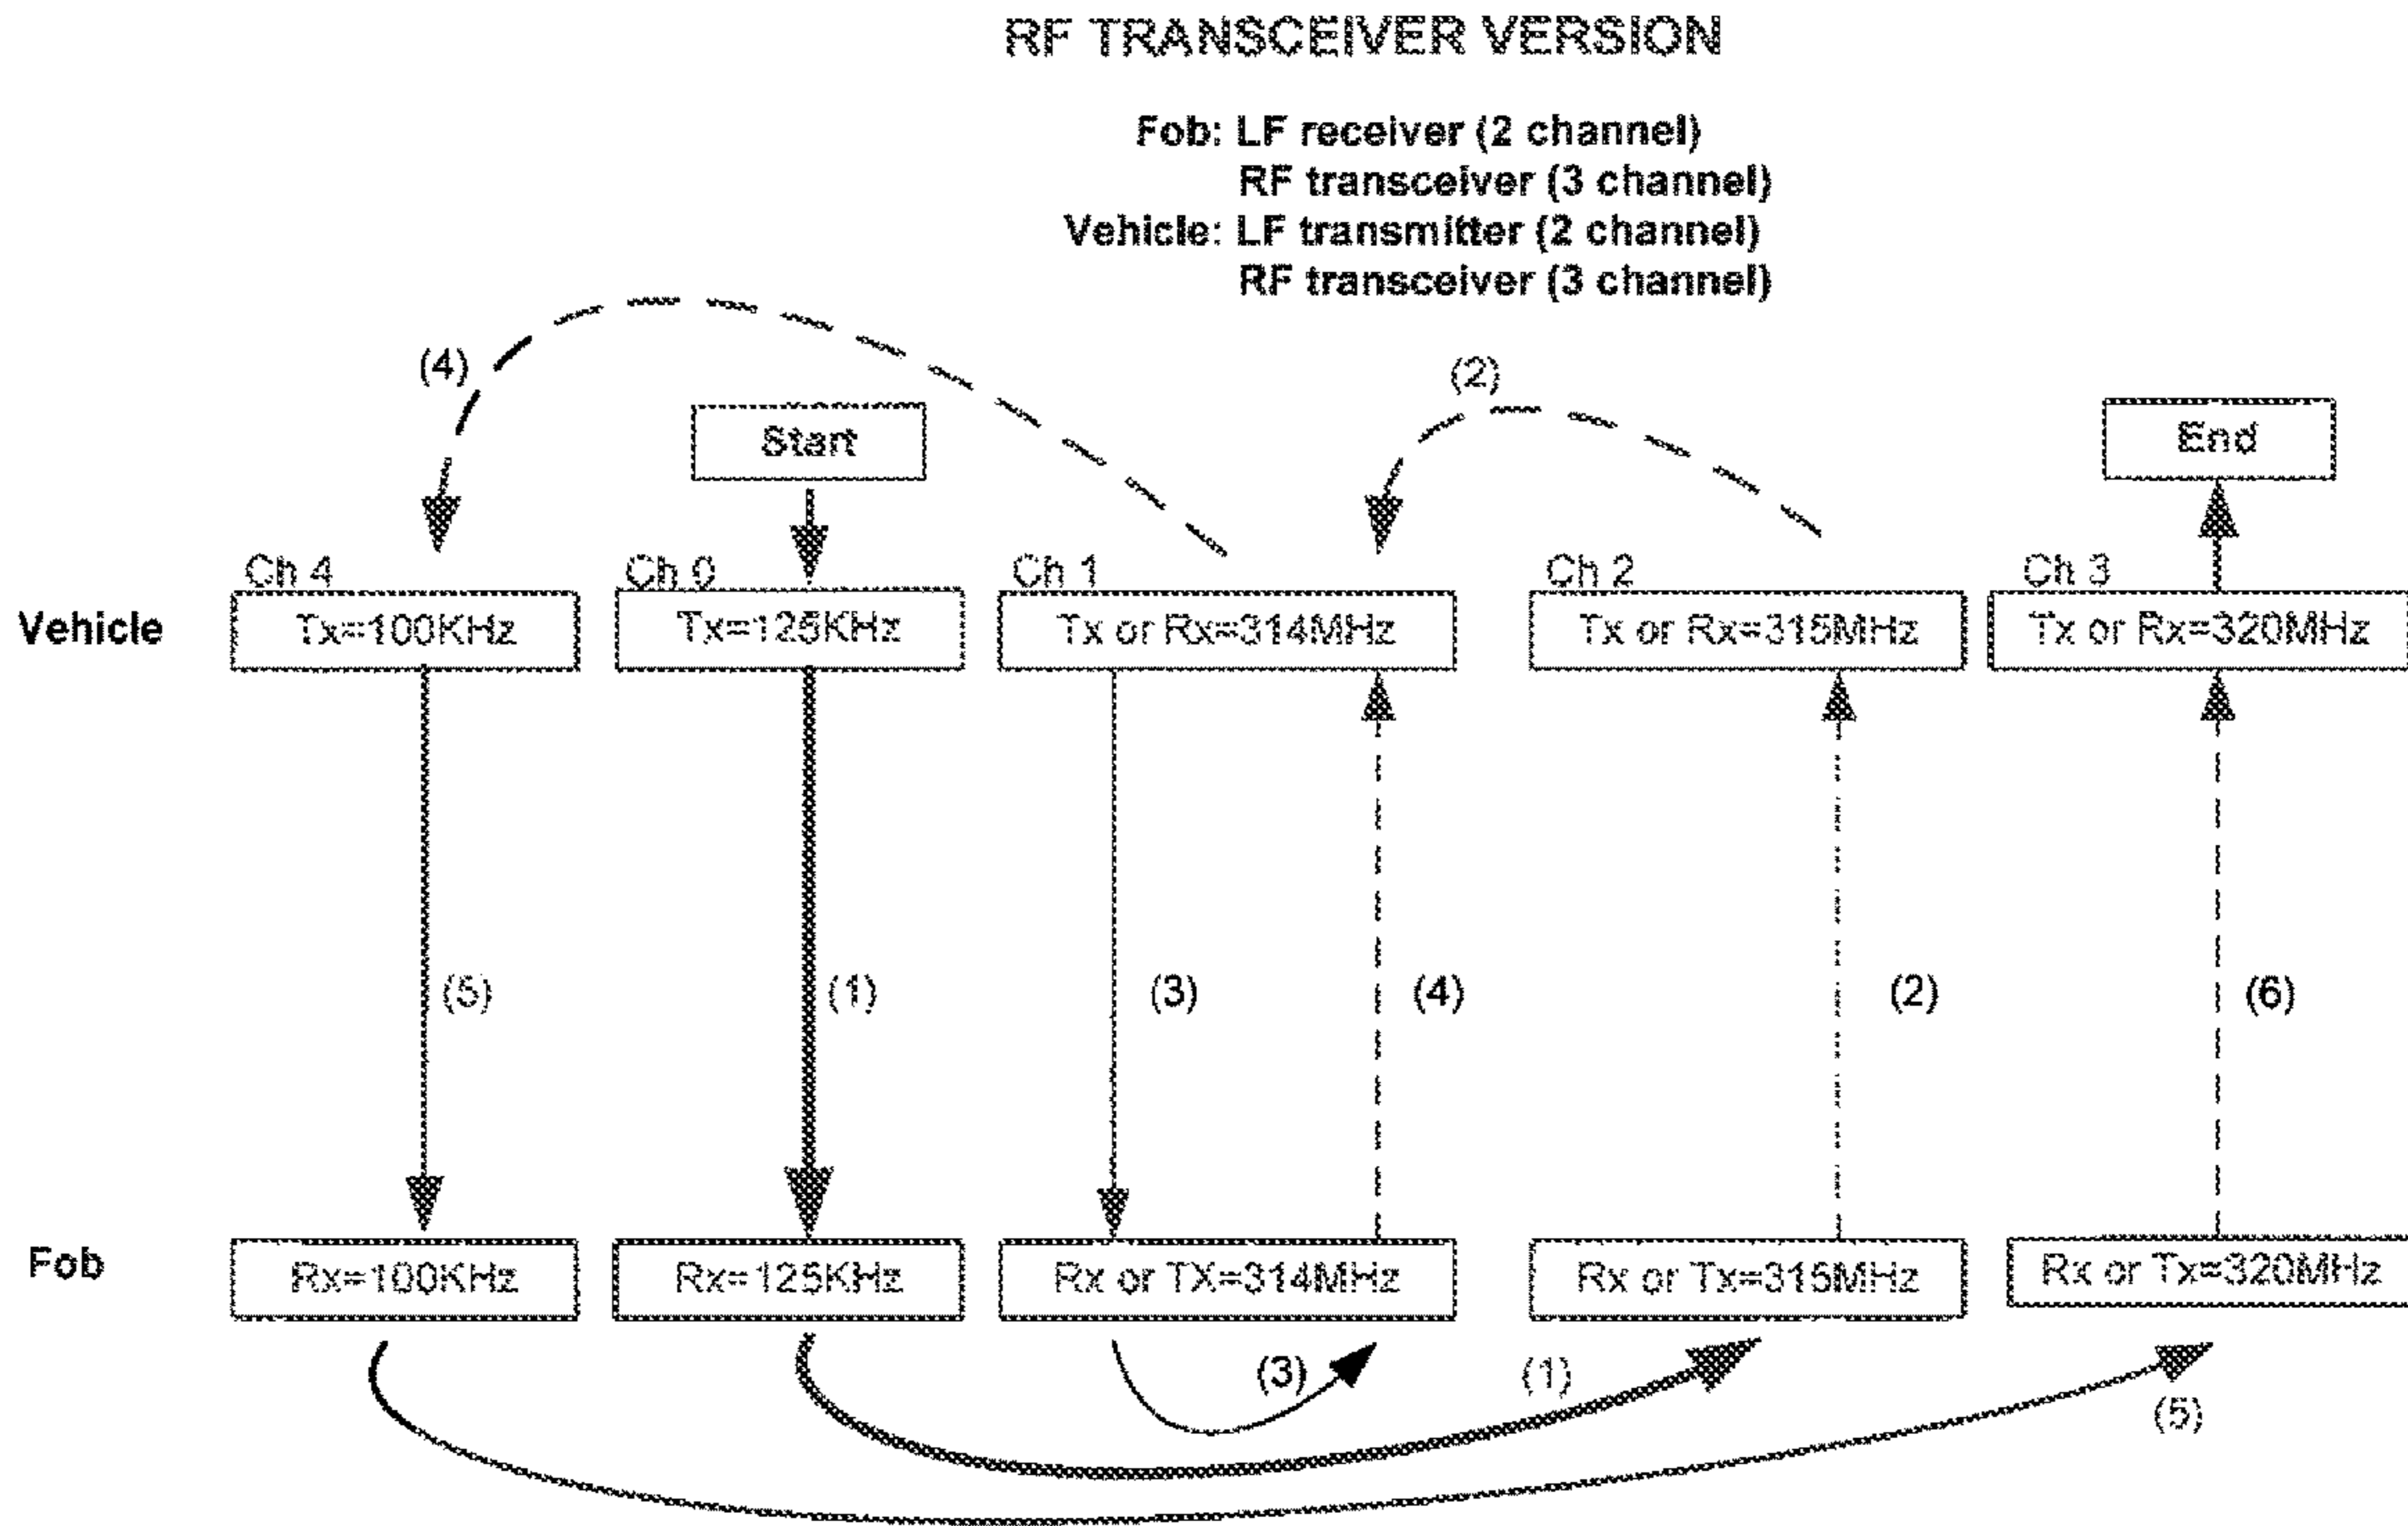 RF TRANSCEIVER VERSION
Fob: LF receiver (2 channel)
RF transceiver (3 channel)
Vehicle: LF transmitter (2 channel)
RF transceiver (3 channel)
(4)
(2)
Start
End
Ch 4
Ch 0
Ch 1
Ch 2
Ch 3
Vehicle
Tx=100KHz
Tx=125KHz
Tx or Rx=314MHz
Tx or Rx=315MHz
Tx or Rx=320MHz
(5)
(1)
(3)
(4)
(2)
(6)
Fob
Rx=100KHz
Rx=125KHz
Rx or TX=314MHz
Rx or Tx=315MHz
Rx or Tx=320MHz
(3)
(1)
(5)